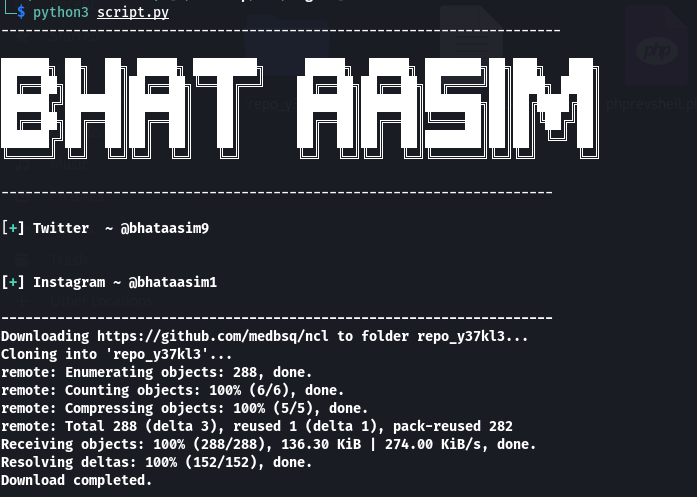 $ python3 script.py
----------------------------------------------------------------------
BHAT AASIM
---------------------------------------------------------------------
[+] Twitter  ~ @bhataasim9
[+] Instagram ~ @bhataasim1
---------------------------------------------------------------------
Downloading https://github.com/medbsq/ncl to folder repo_y37kl3...
Cloning into 'repo_y37kl3'...
remote: Enumerating objects: 288, done.
remote: Counting objects: 100% (6/6), done.
remote: Compressing objects: 100% (5/5), done.
remote: Total 288 (delta 3), reused 1 (delta 1), pack-reused 282
Receiving objects: 100% (288/288), 136.30 KiB | 274.00 KiB/s, done.
Resolving deltas: 100% (152/152), done.
Download completed.